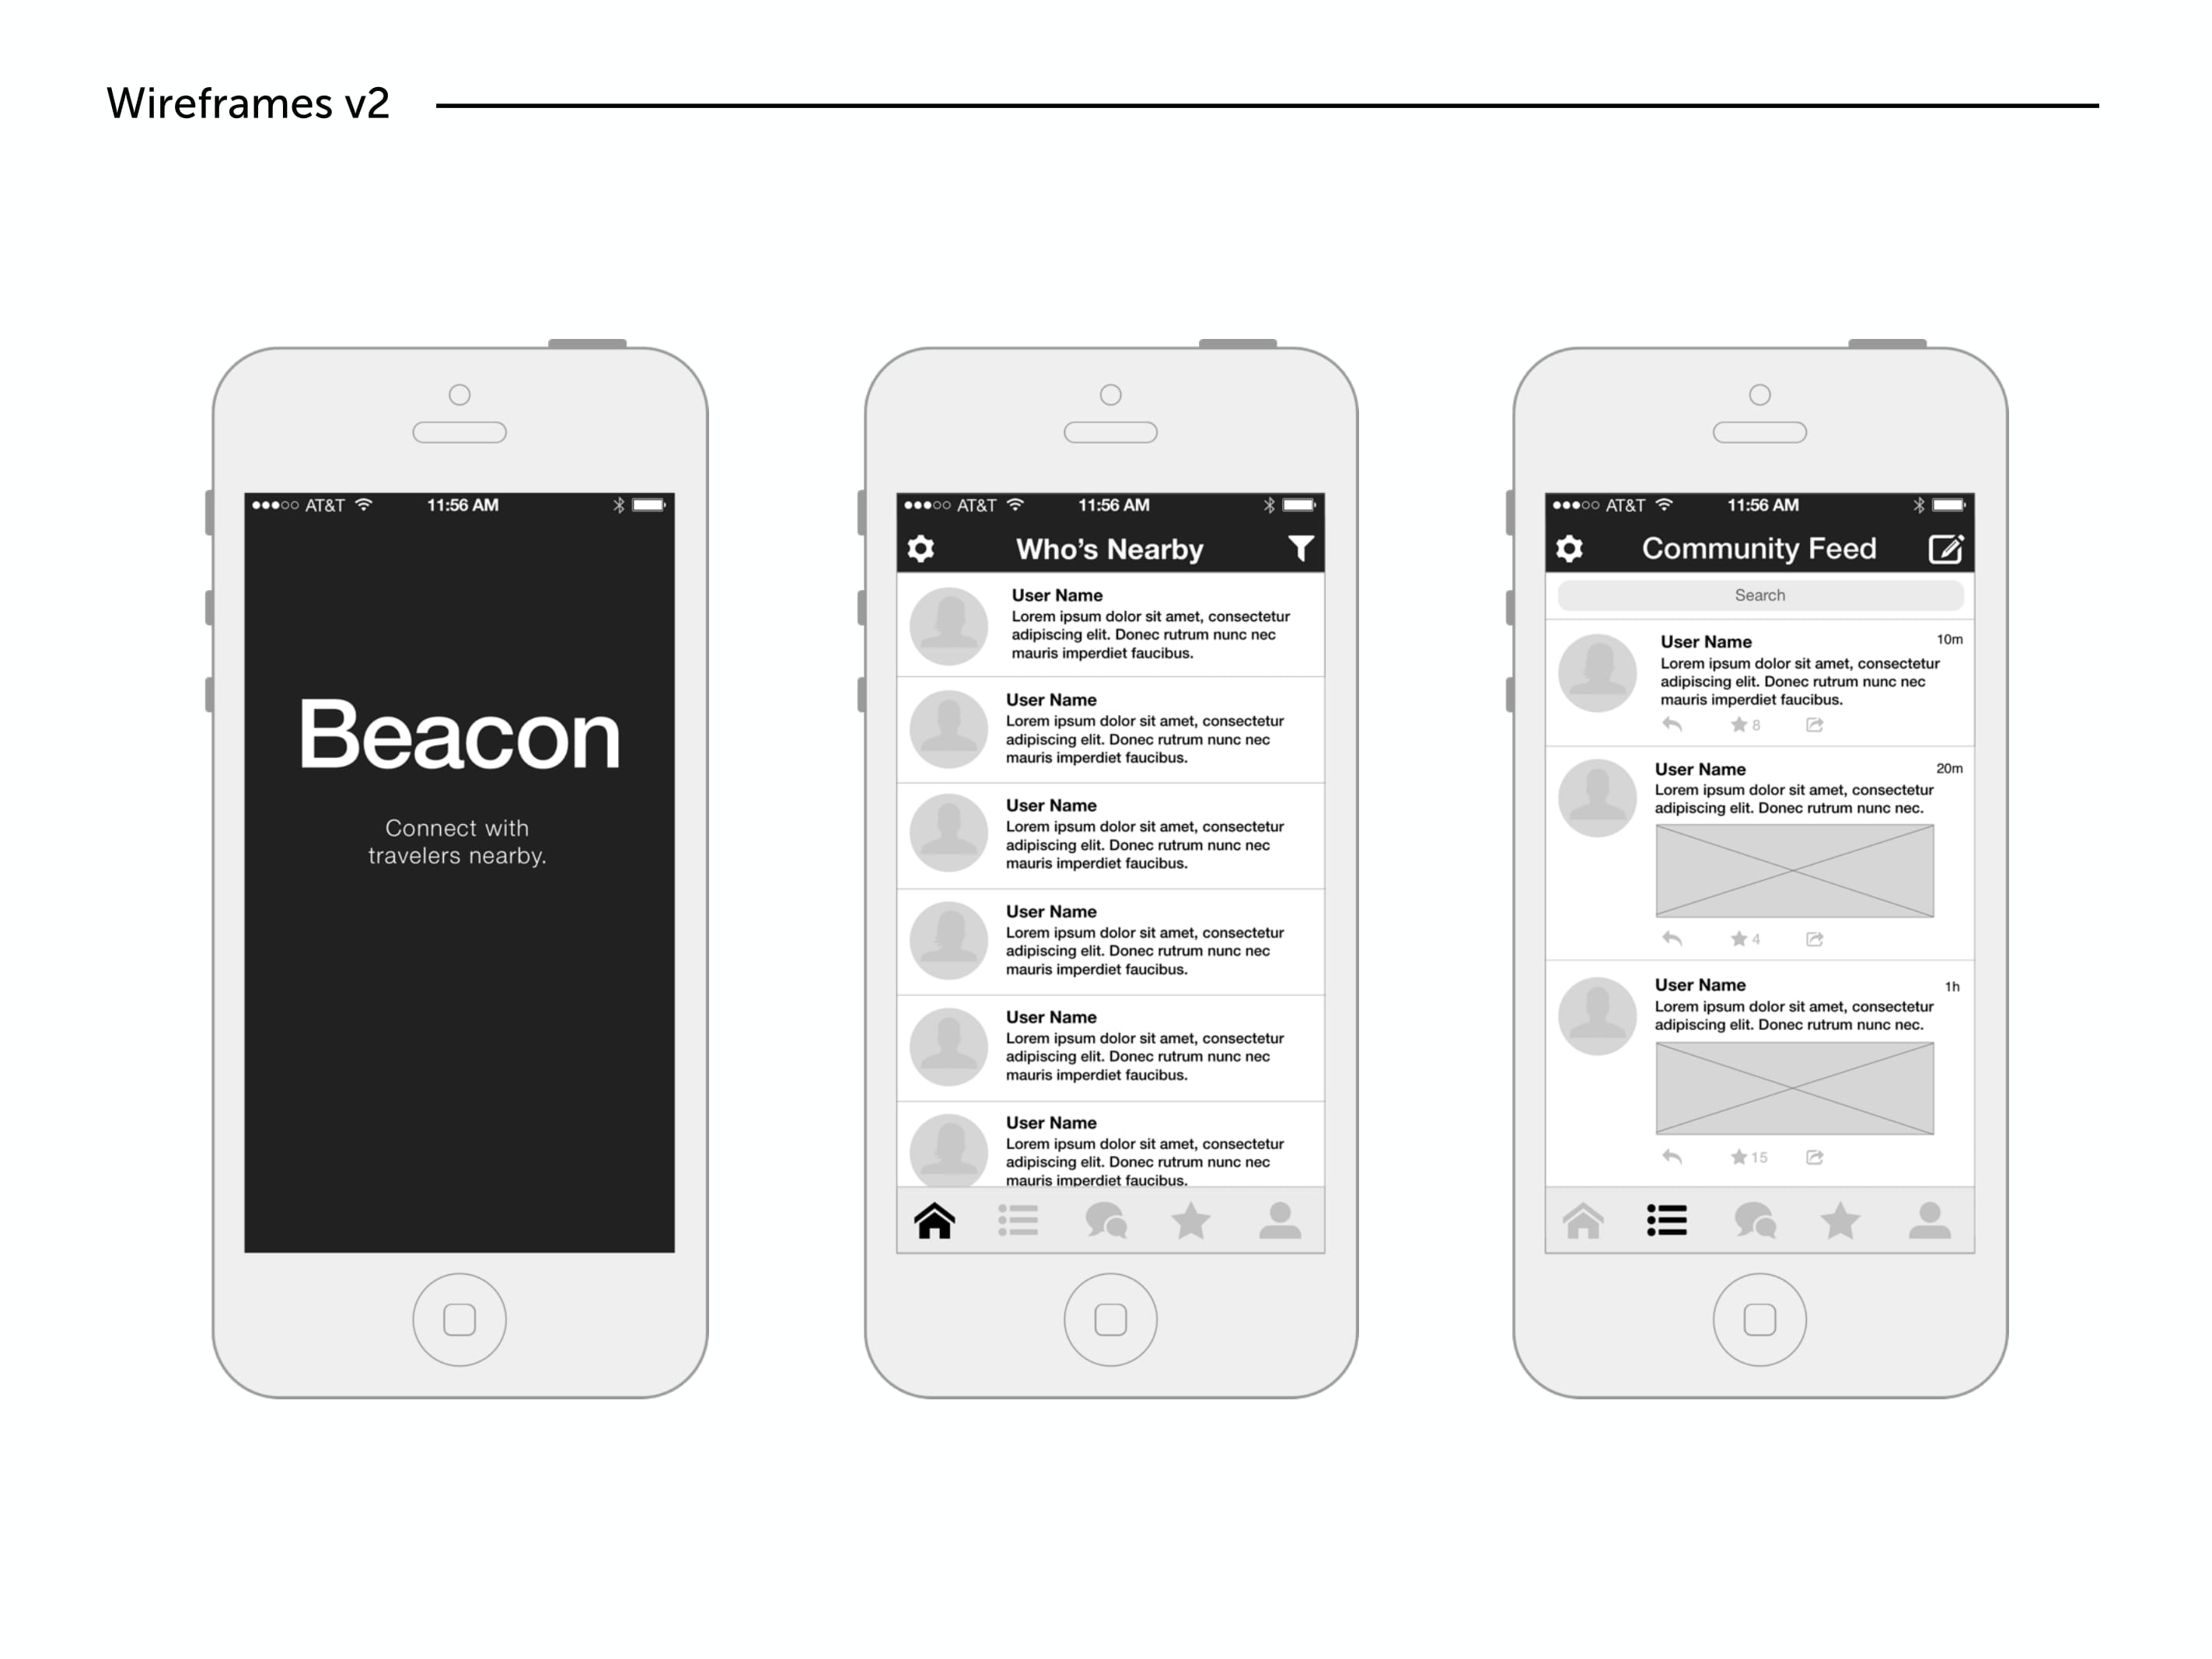 Wireframes v2
AT&T 11:56 AM
Beacon
Connect with
travelers nearby.
AT&T 11:56 AM
Who's Nearby
User Name
Lorem ipsum dolor sit amet, consectetur
adipiscing elit. Donec rutrum nunc nec
mauris imperdiet faucibus.
User Name
Lorem ipsum dolor sit amet, consectetur
adipiscing elit. Donec rutrum nunc nec
mauris imperdiet faucibus.
User Name
Lorem ipsum dolor sit amet, consectetur
adipiscing elit. Donec rutrum nunc nec
mauris imperdiet faucibus.
User Name
Lorem ipsum dolor sit amet, consectetur
adipiscing elit. Donec rutrum nunc nec
mauris imperdiet faucibus.
User Name
Lorem ipsum dolor sit amet, consectetur
adipiscing elit. Donec rutrum nunc nec
mauris imperdiet faucibus.
User Name
Lorem ipsum dolor sit amet, consectetur
adipiscing elit. Donec rutrum nunc nec
mauris imperdiet faucibus.
AT&T 11:56 AM
Community Feed
Search
User Name 10m
Lorem ipsum dolor sit amet, consectetur
adipiscing elit. Donec rutrum nunc nec
mauris imperdiet faucibus.
8
User Name 20m
Lorem ipsum dolor sit amet, consectetur
adipiscing elit. Donec rutrum nunc nec.
4
User Name 1h
Lorem ipsum dolor sit amet, consectetur
adipiscing elit. Donec rutrum nunc nec.
15